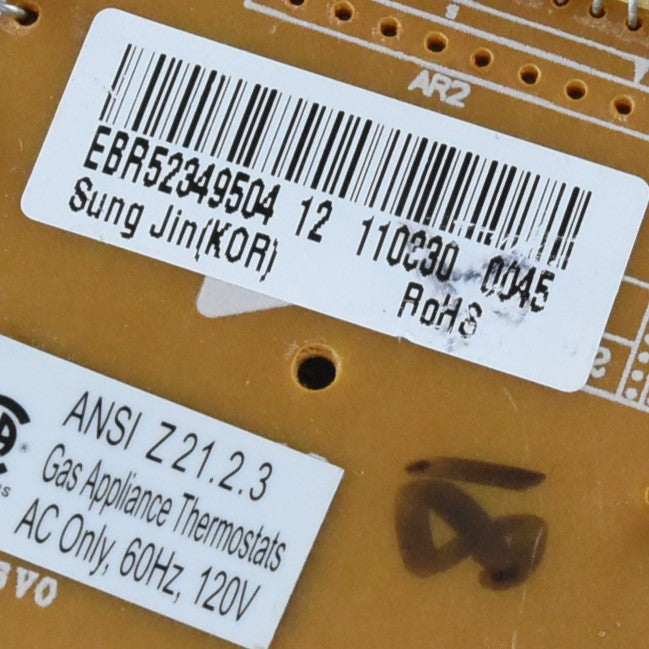 AR2
EBR52349504 12 110830 0045
Sung Jin(KOR)
RoHS
ANSI Z21.2.3
Gas Appliance Thermostats
AC Only, 60Hz, 120V